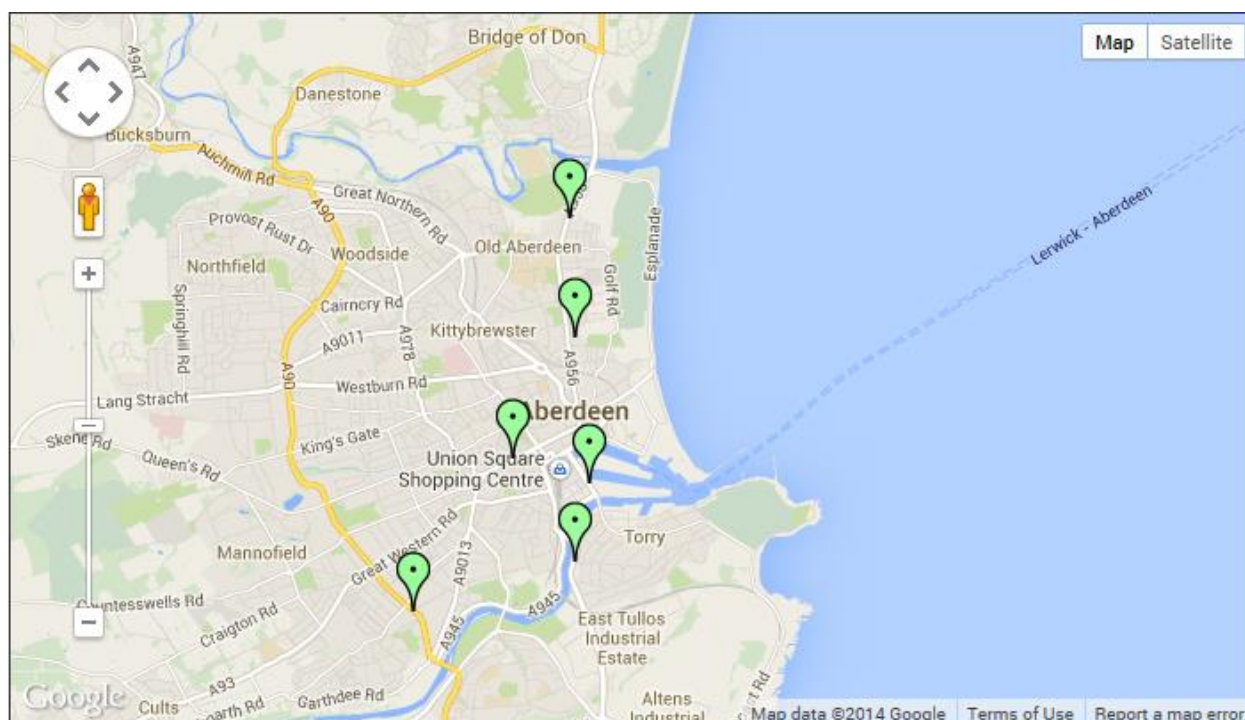 Bridge of Don
Map
Satellite
A947
Danestone
Bucksburn
Auchmill Rd
A90
Great Northern Rd
Provost Rust Dr
Woodside
Old Aberdeen
Northfield
Golf Rd
Esplanade
Lerwick - Aberdeen
Springhill Rd
Cairncry Rd
A978
Kittybrewster
A9011
A90
A956
Westburn Rd
Lang Stracht
Aberdeen
Skene Rd
King's Gate
Queen's Rd
Union Square
Shopping Centre
Mannofield
Great Western Rd
A9013
Torry
Countesswells Rd
Craigton Rd
A945
A945
East Tullos
Industrial
Estate
A93
Garthdee Rd
Google
Cults
Altens
Industrial
Map data ©2014 Google
Terms of Use
Report a map error